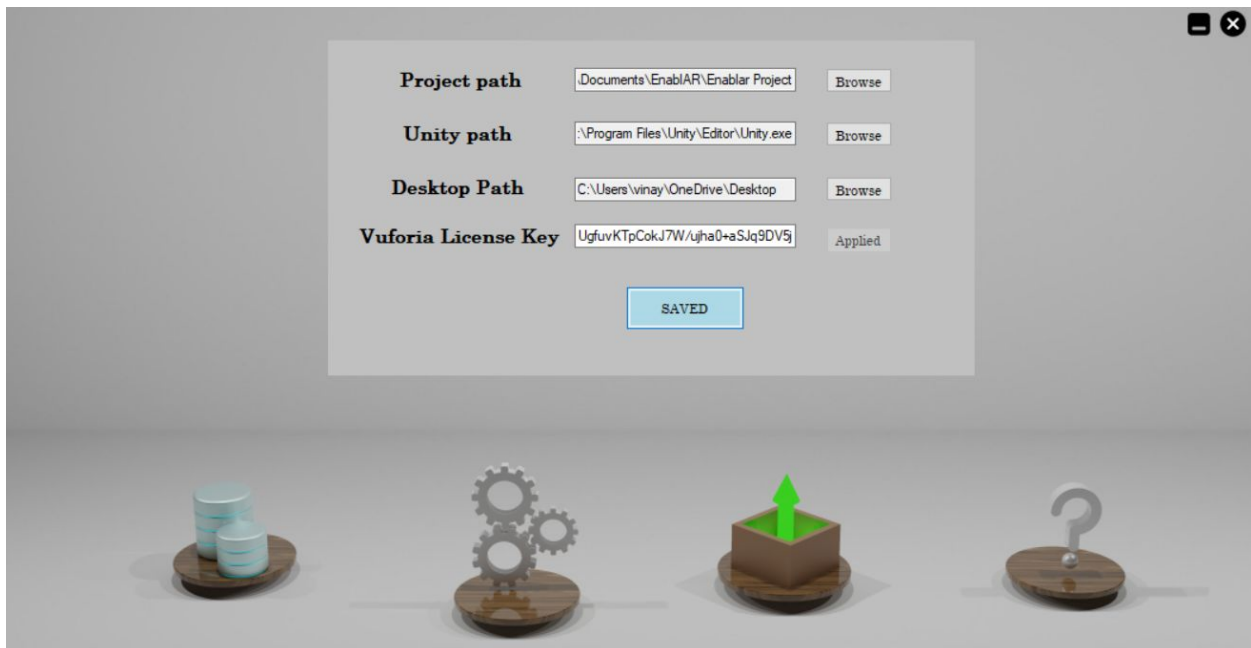 Project path .Documents\EnablAR\Enablar Project Browse
Unity path :\Program Files\Unity\Editor\Unity.exe Browse
Desktop Path C:\Users\vinay\OneDrive\Desktop Browse
Vuforia License Key UgfuvKTpCokJ7W/ujha0+aSJq9DV5j Applied
SAVED